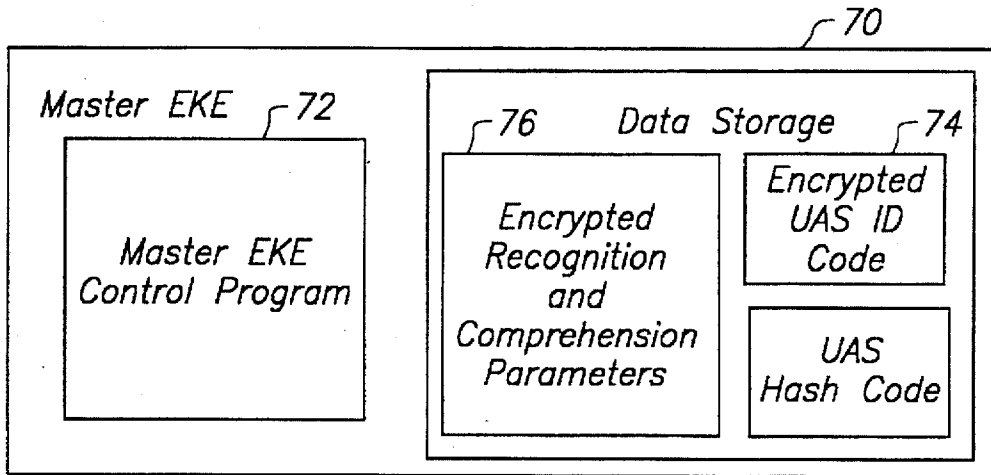 70
Master EKE
72
Master EKE
Control Program
Data Storage
76
Encrypted
Recognition
and
Comprehension
Parameters
74
Encrypted
UAS ID
Code
UAS
Hash Code